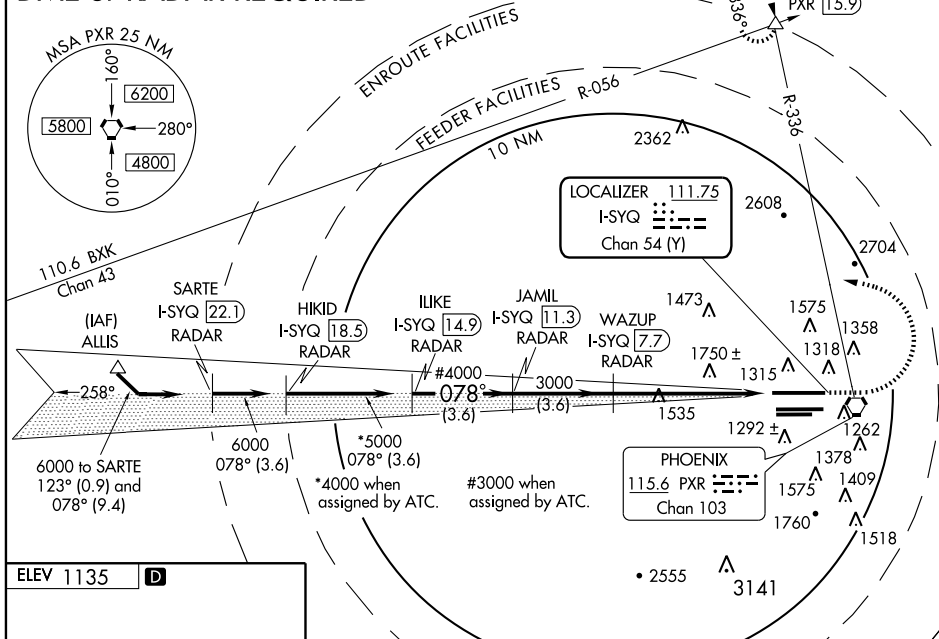 MSA PXR 25 NM
160°
6200
5800
280°
4800
010°
ENROUTE FACILITIES
FEEDER FACILITIES
R-056
10 NM
336°
PXR 15.9
R-336
2362
LOCALIZER 111.75
I-SYQ
Chan 54 (Y)
2608
2704
110.6 BXK
Chan 43
SARTE
I-SYQ 22.1
RADAR
HIKID
I-SYQ 18.5
RADAR
ILIKE
I-SYQ 14.9
RADAR
JAMIL
I-SYQ 11.3
RADAR
WAZUP
I-SYQ 7.7
RADAR
1473
1575
1358
1318
1750 ±
1315
(IAF)
ALLIS
258°
#4000
078°
(3.6)
3000
(3.6)
1535
6000 to SARTE
123° (0.9) and
078° (9.4)
6000
078° (3.6)
*5000
078° (3.6)
*4000 when
assigned by ATC.
#3000 when
assigned by ATC.
1292 ±
1262
1378
PHOENIX
115.6 PXR
Chan 103
1575
1409
1760
1518
2555
3141
ELEV 1135 D